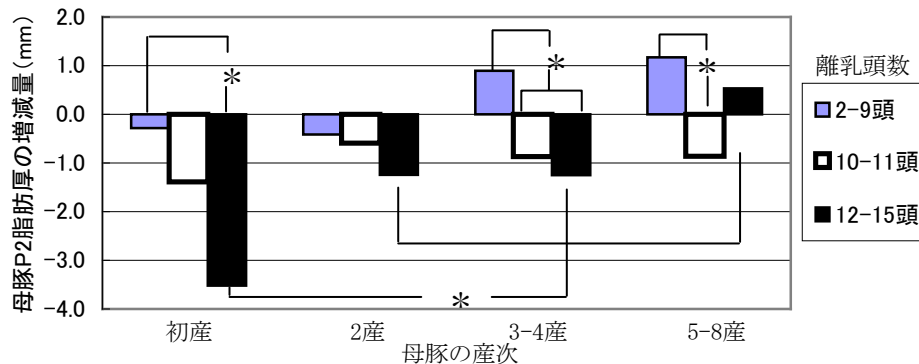 母豚P2脂肪厚の増減量(mm)
2.0
1.0
0.0
-1.0
-2.0
-3.0
-4.0
*
*
*
*
初産
2産
3-4産
5-8産
母豚の産次
離乳頭数
2-9頭
10-11頭
12-15頭